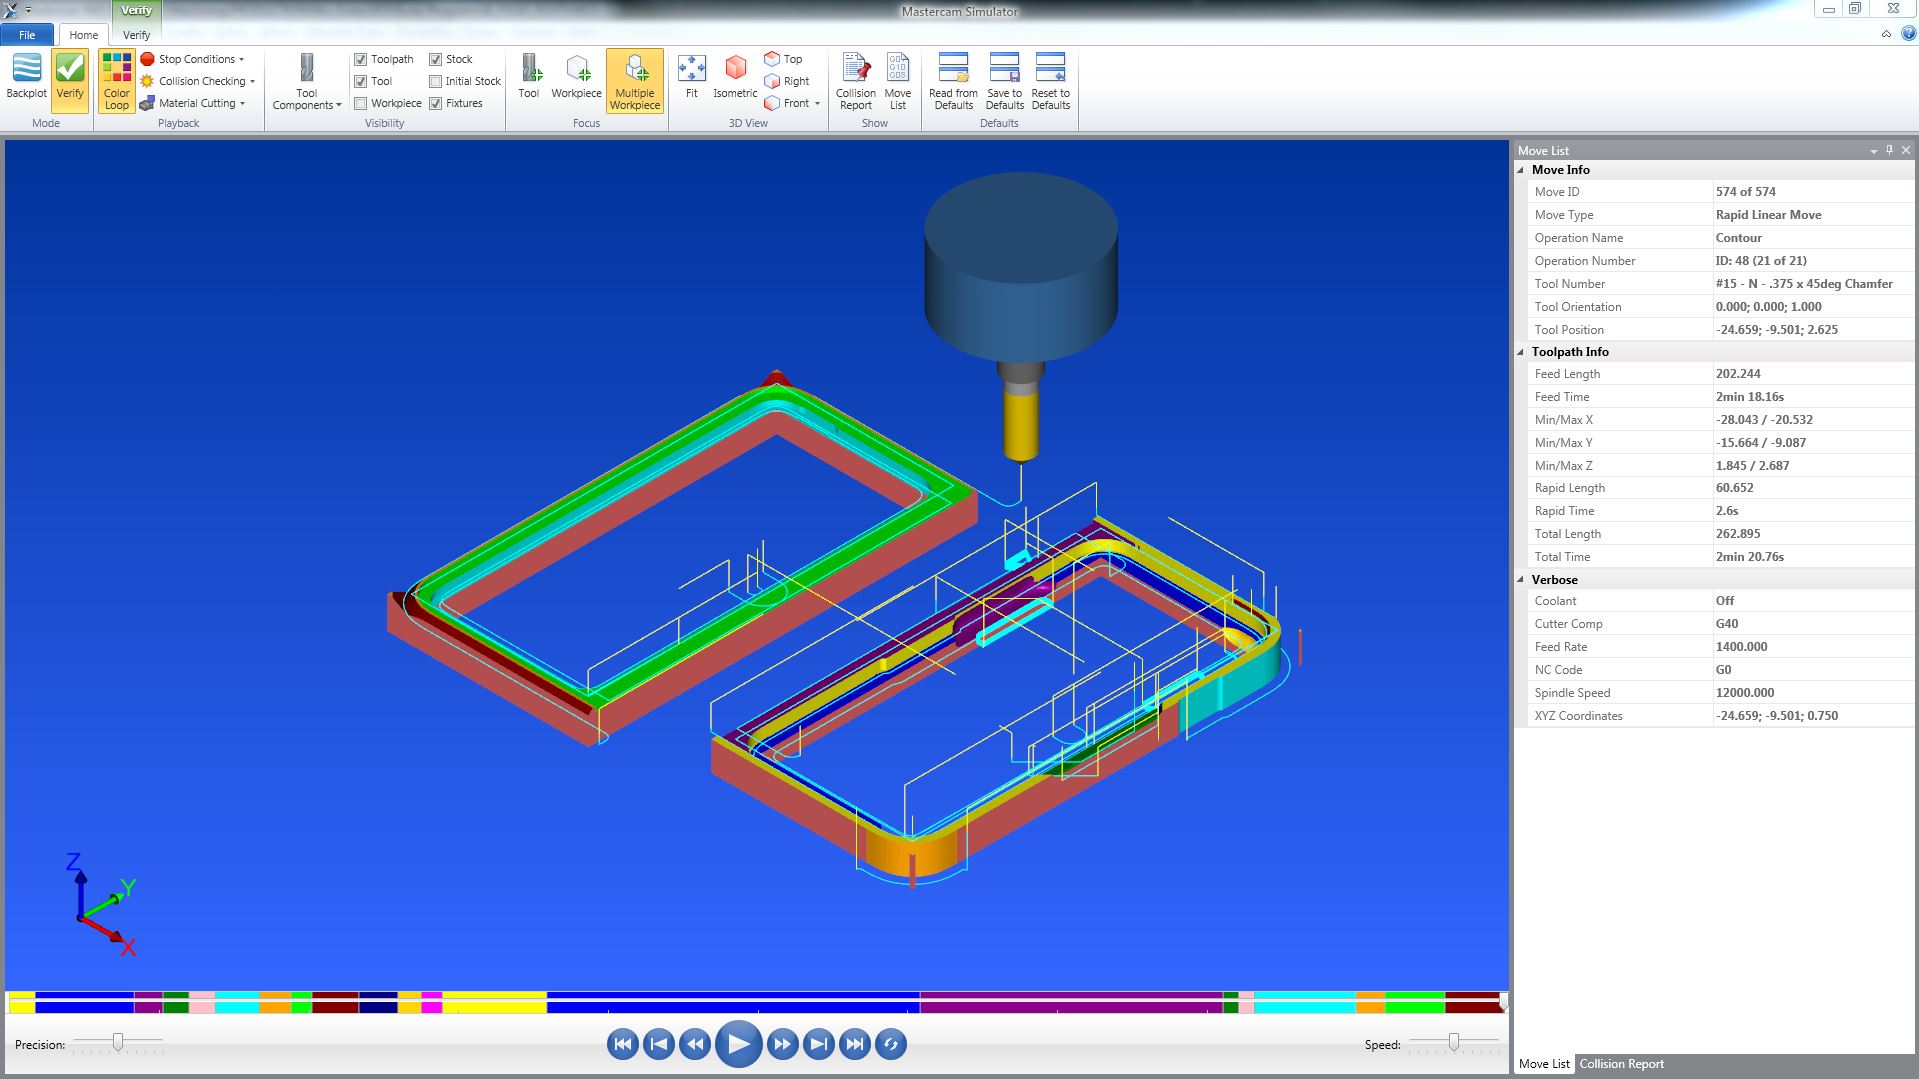 Verify
Mastercam Simulator
File
Home
Verify
Backplot
Verify
Mode
Color Loop
Stop Conditions
Collision Checking
Material Cutting
Playback
Tool Components
Toolpath
Tool
Workpiece
Stock
Initial Stock
Fixtures
Visibility
Tool
Workpiece
Multiple Workpiece
Focus
Fit
Isometric
Top
Right
Front
3D View
Collision Report
G0
G10
G08
Move List
Show
Read from Defaults
Save to Defaults
Reset to Defaults
Defaults
Move List
Move Info
Move ID 574 of 574
Move Type Rapid Linear Move
Operation Name Contour
Operation Number ID: 48 (21 of 21)
Tool Number #15 - N - .375 x 45deg Chamfer
Tool Orientation 0.000; 0.000; 1.000
Tool Position -24.659; -9.501; 2.625
Toolpath Info
Feed Length 202.244
Feed Time 2min 18.16s
Min/Max X -28.043 / -20.532
Min/Max Y -15.664 / -9.087
Min/Max Z 1.845 / 2.687
Rapid Length 60.652
Rapid Time 2.6s
Total Length 262.895
Total Time 2min 20.76s
Verbose
Coolant Off
Cutter Comp G40
Feed Rate 1400.000
NC Code G0
Spindle Speed 12000.000
XYZ Coordinates -24.659; -9.501; 0.750
Z
Y
X
Precision:
Speed:
Move List
Collision Report